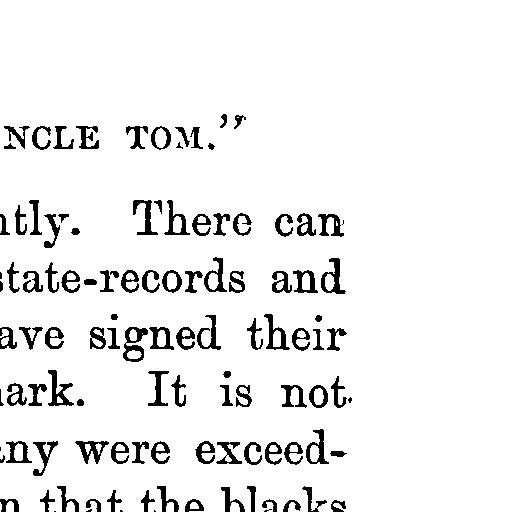 NCLE TOM."
ntly. There can
state-records and
ave signed their
ark. It is not
any were exceed-
n that the blacks